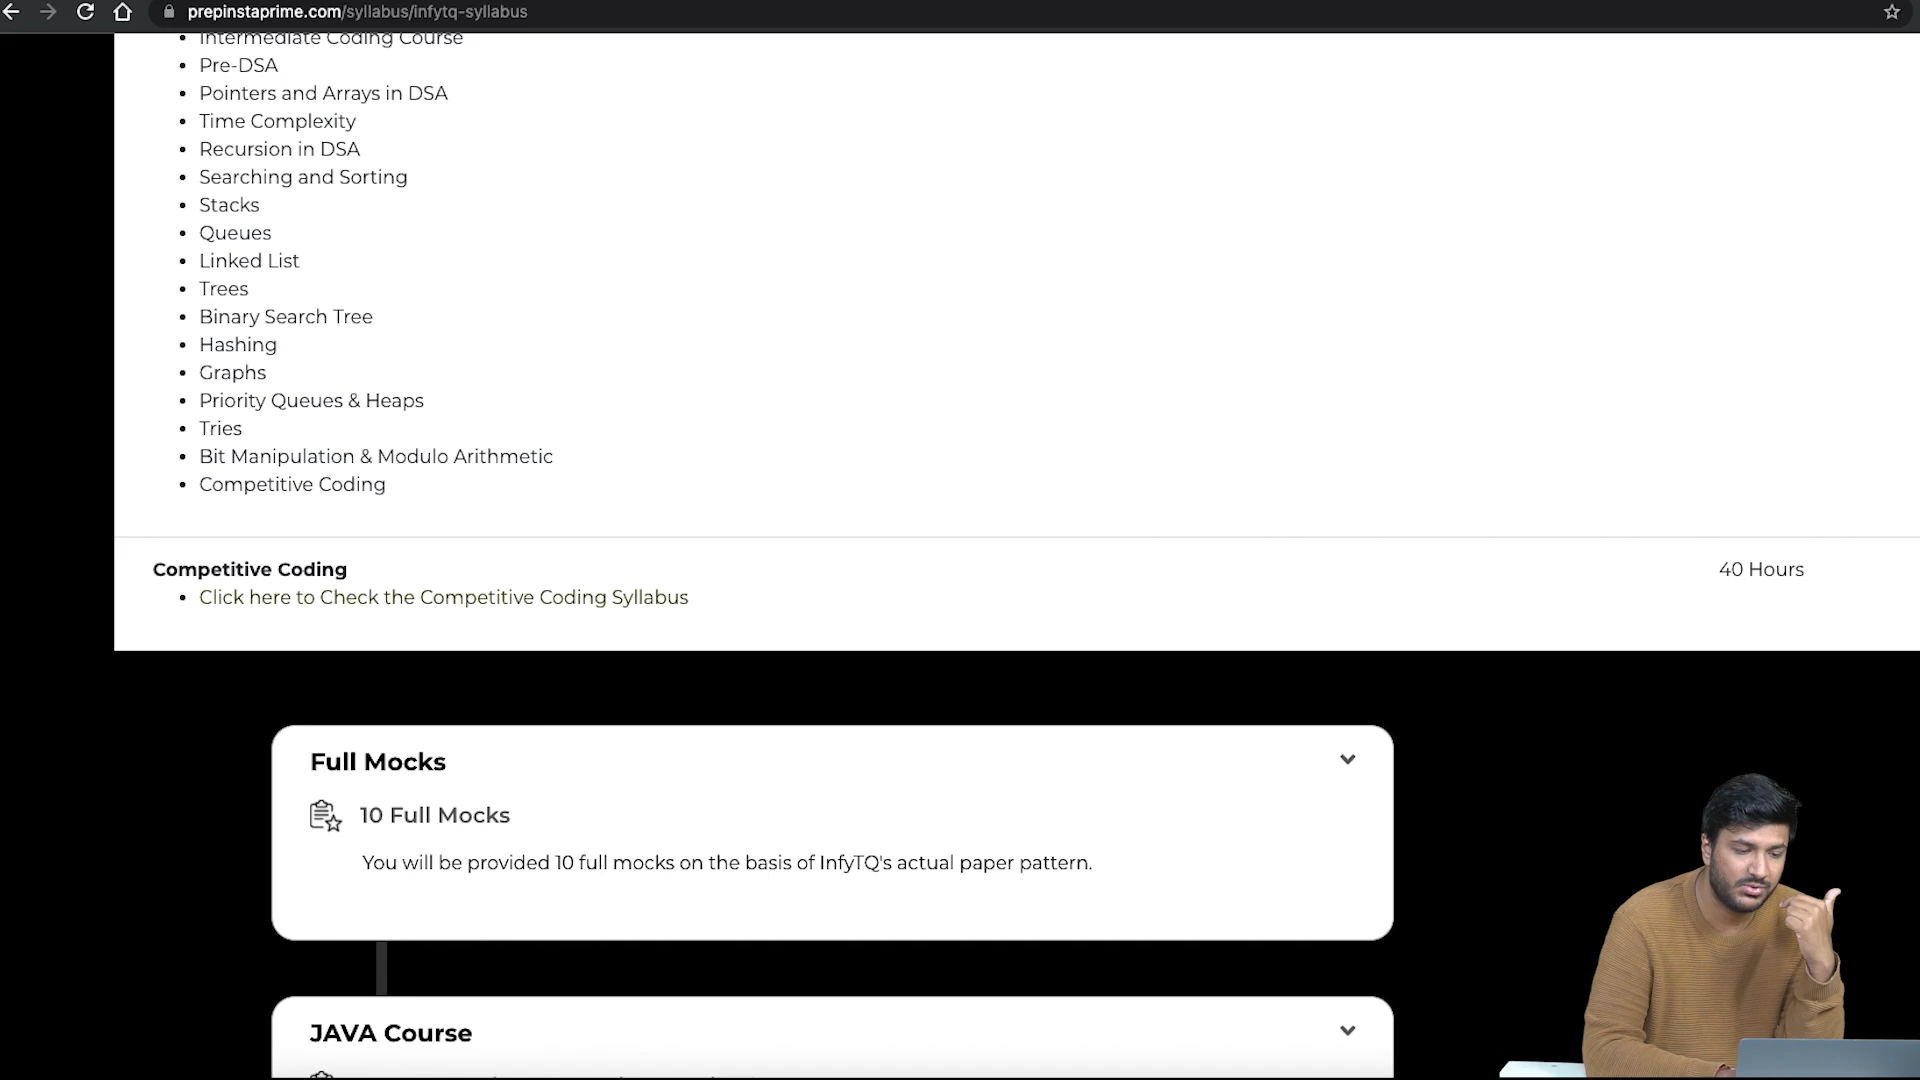 prepinstaprime.com/syllabus/infytq-syllabus
Intermediate Coding Course
Pre-DSA
Pointers and Arrays in DSA
Time Complexity
Recursion in DSA
Searching and Sorting
Stacks
Queues
Linked List
Trees
Binary Search Tree
Hashing
Graphs
Priority Queues & Heaps
Tries
Bit Manipulation & Modulo Arithmetic
Competitive Coding
Competitive Coding 40 Hours
Click here to Check the Competitive Coding Syllabus
Full Mocks
10 Full Mocks
You will be provided 10 full mocks on the basis of InfyTQ's actual paper pattern.
JAVA Course